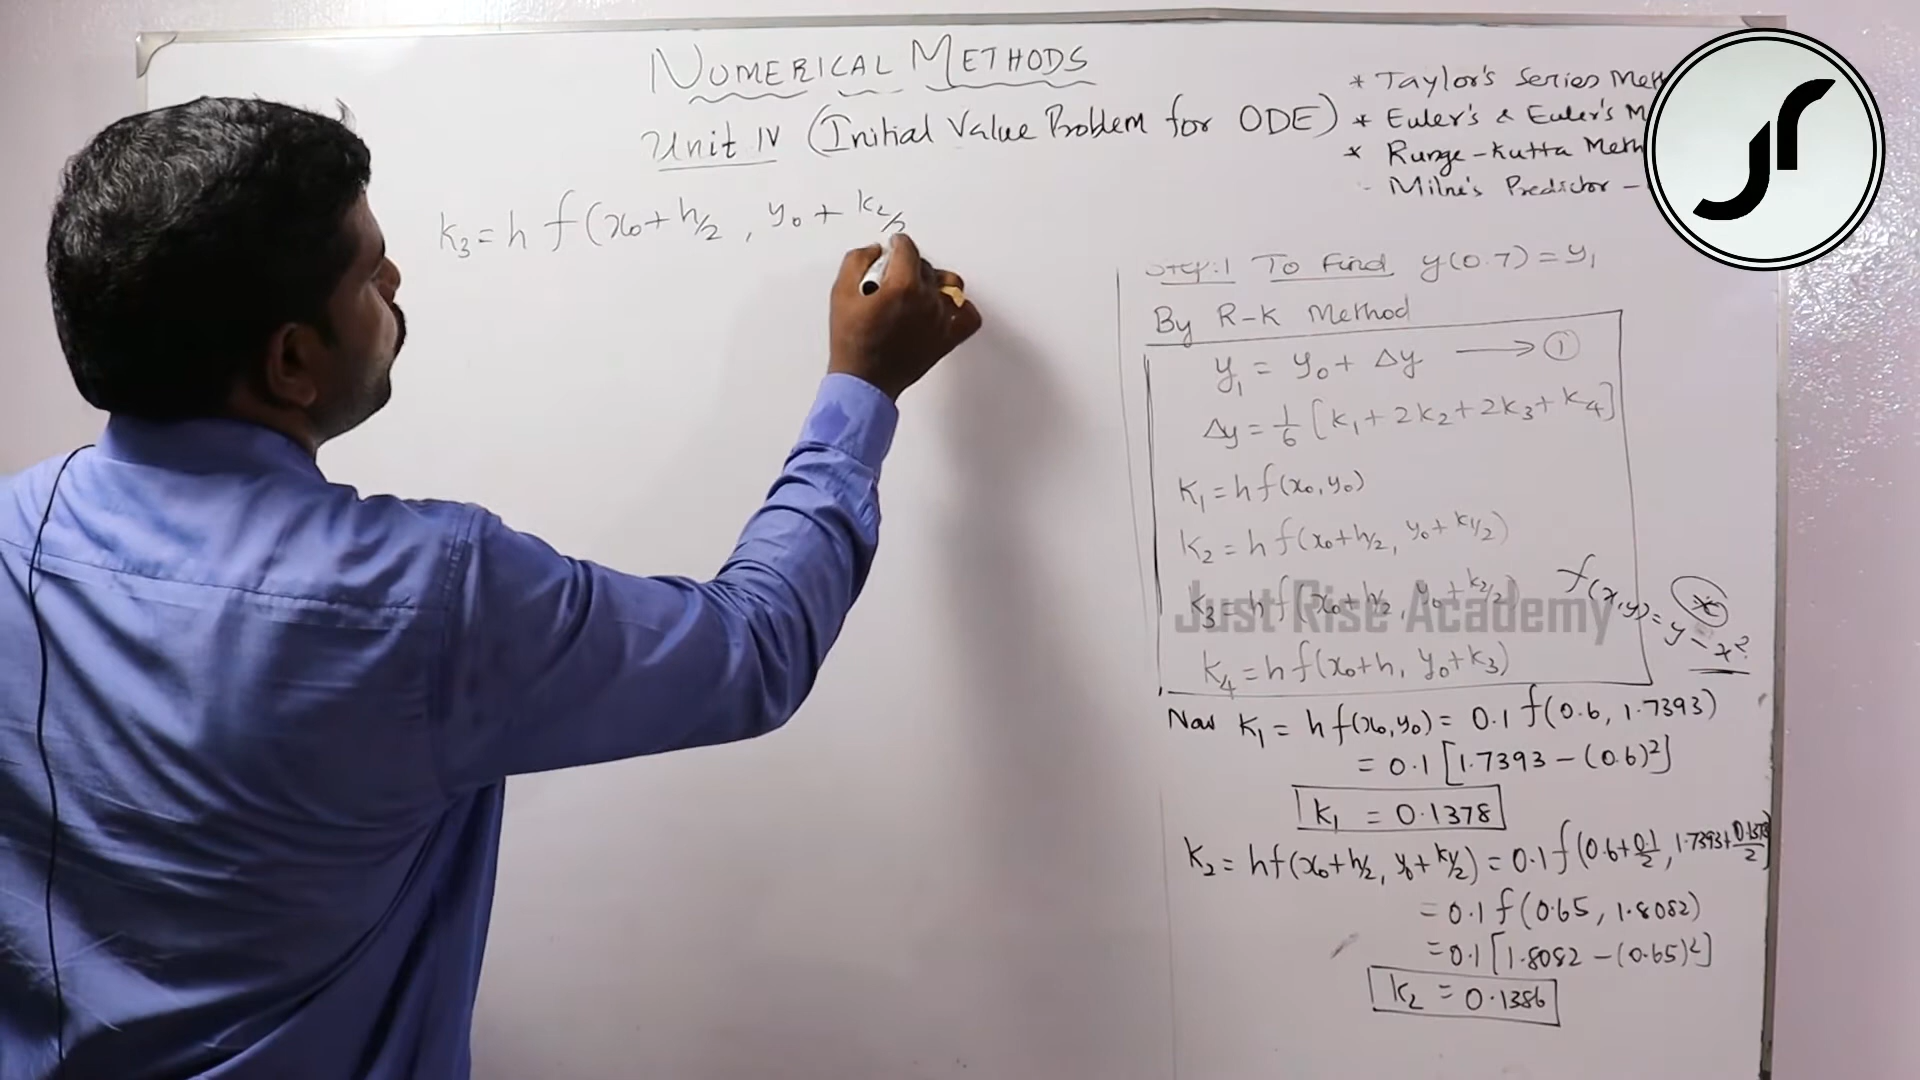 NUMERICAL METHODS
Unit IV (Initial Value Problem for ODE)
* Taylor's Series Meth
* Euler's & Euler's M
* Runge-Kutta Meth
- Milne's Predictor -
K₃ = h f(x₀+h/2, y₀ + k₂/2
Step:1 To Find y(0.7) = y₁
By R-K Method
y₁ = y₀ + Δy ⟶ ①
Δy = 1/6 [K₁ + 2K₂ + 2K₃ + K₄]
K₁ = h f(x₀, y₀)
K₂ = h f(x₀+h/2, y₀+k₁/2)
K₃ = h f(x₀+h/2, y₀+k₂/2)
Just Rise Academy
K₄ = h f(x₀+h, y₀+k₃)
f(x,y) = y - x²
Now K₁ = h f(x₀,y₀) = 0.1 f(0.6, 1.7393)
= 0.1 [1.7393 - (0.6)²]
K₁ = 0.1378
K₂ = hf(x₀+h/2, y₀+k₁/2) = 0.1 f(0.6+0.1/2, 1.7393+0.1378/2)
= 0.1 f(0.65, 1.8082)
= 0.1 [1.8082 - (0.65)²]
K₂ = 0.1386